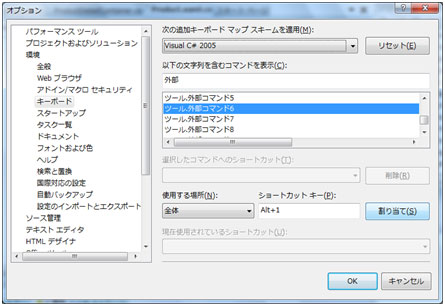 オプション
パフォーマンス ツール
プロジェクトおよびソリューション
環境
全般
Web ブラウザ
アドイン/マクロ セキュリティ
キーボード
スタートアップ
タスク一覧
ドキュメント
フォントおよび色
ヘルプ
検索と置換
国際対応の設定
自動バックアップ
設定のインポートとエクスポート
ソース管理
テキスト エディタ
HTML デザイナ
次の追加キーボード マップ スキームを適用(M):
Visual C# 2005
リセット(E)
以下の文字列を含むコマンドを表示(C):
外部
ツール.外部コマンド5
ツール.外部コマンド6
ツール.外部コマンド7
ツール.外部コマンド8
選択したコマンドへのショートカット(T):
削除(R)
使用する場所(N):
ショートカット キー(P):
全体
Alt+1
割り当て(S)
現在使用されているショートカット(U):
OK
キャンセル